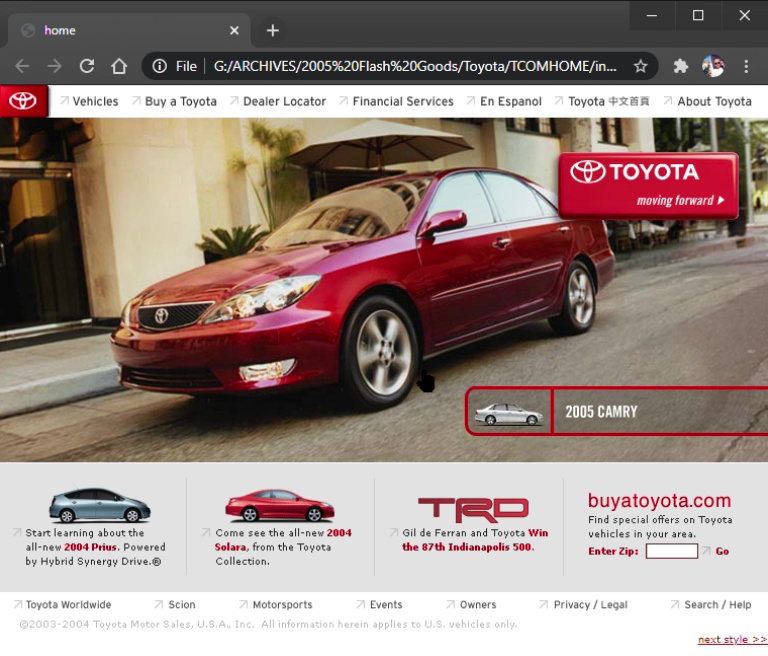 home
File
G:/ARCHIVES/2005%20Flash%20Goods/Toyota/TCOMHOME/in...
Vehicles
Buy a Toyota
Dealer Locator
Financial Services
En Espanol
Toyota 中文首頁
About Toyota
TOYOTA
moving forward
2005 CAMRY
Start learning about the
all-new 2004 Prius. Powered
by Hybrid Synergy Drive.®
Come see the all-new 2004
Solara, from the Toyota
Collection.
TRD
Gil de Ferran and Toyota Win
the 87th Indianapolis 500.
buyatoyota.com
Find special offers on Toyota
vehicles in your area.
Enter Zip:
Go
Toyota Worldwide
Scion
Motorsports
Events
Owners
Privacy / Legal
Search / Help
©2003-2004 Toyota Motor Sales, U.S.A., Inc. All information herein applies to U.S. vehicles only.
next style >>